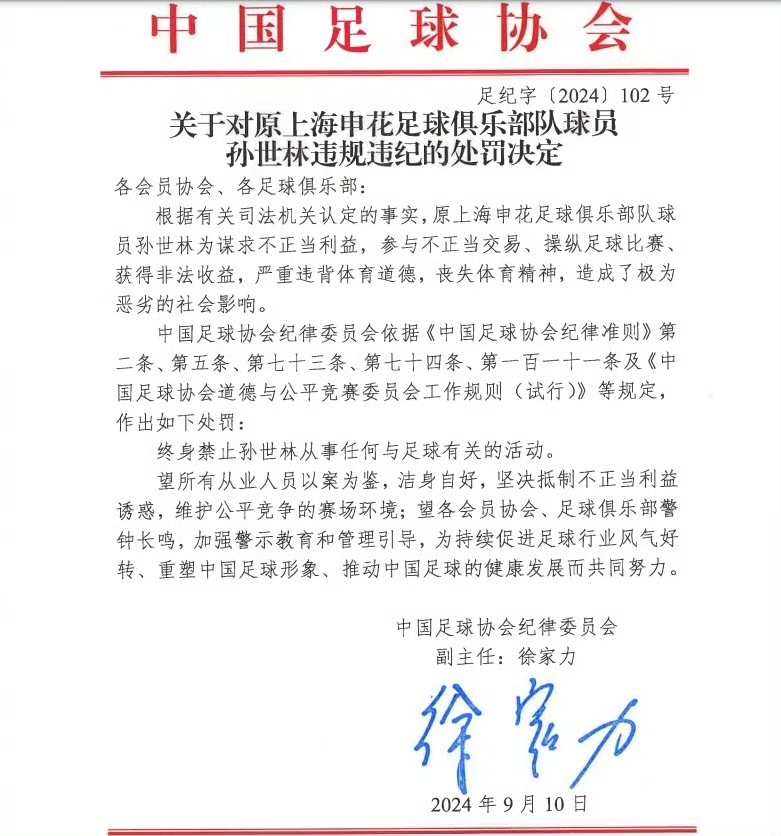 中国足球协会
足纪字〔2024〕102号
关于对原上海申花足球俱乐部队球员
孙世林违规违纪的处罚决定
各会员协会、各足球俱乐部：
根据有关司法机关认定的事实，原上海申花足球俱乐部队球
员孙世林为谋求不正当利益，参与不正当交易、操纵足球比赛、
获得非法收益，严重违背体育道德，丧失体育精神，造成了极为
恶劣的社会影响。
中国足球协会纪律委员会依据《中国足球协会纪律准则》第
二条、第五条、第七十三条、第七十四条、第一百一十一条及《中
国足球协会道德与公平竞赛委员会工作规则（试行）》等规定，
作出如下处罚：
终身禁止孙世林从事任何与足球有关的活动。
望所有从业人员以案为鉴，洁身自好，坚决抵制不正当利益
诱惑，维护公平竞争的赛场环境；望各会员协会、足球俱乐部警
钟长鸣，加强警示教育和管理引导，为持续促进足球行业风气好
转、重塑中国足球形象、推动中国足球的健康发展而共同努力。
中国足球协会纪律委员会
副主任：徐家力
徐家力
2024年9月10日